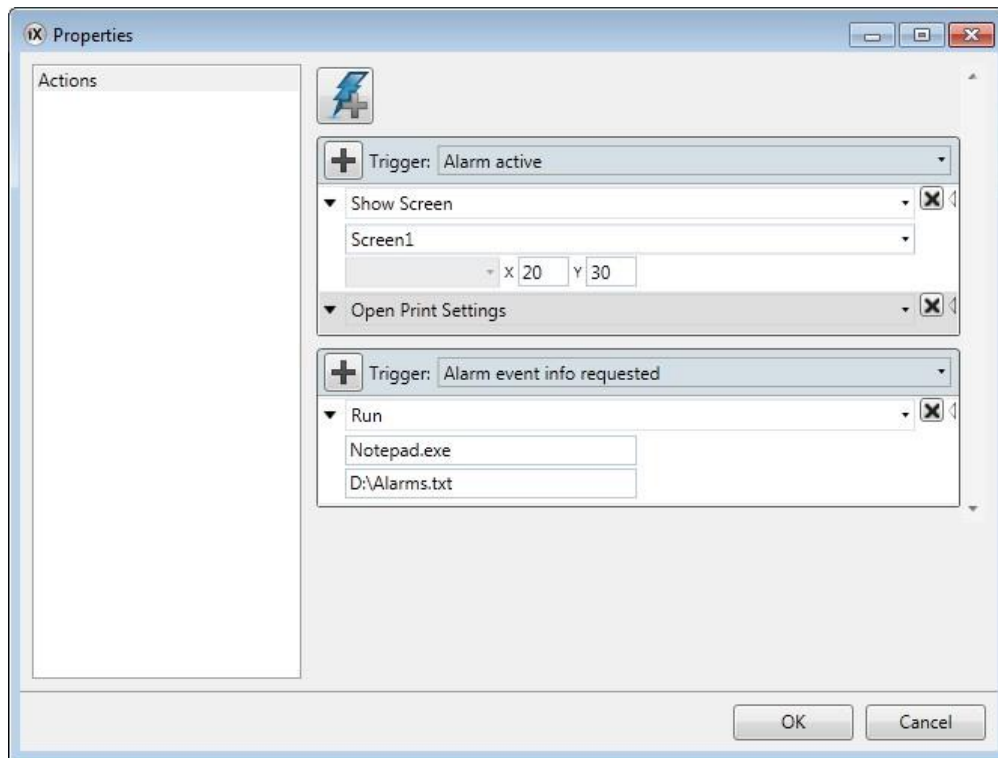 iX Properties
Actions
Trigger: Alarm active
Show Screen
Screen1
X 20 Y 30
Open Print Settings
Trigger: Alarm event info requested
Run
Notepad.exe
D:\Alarms.txt
OK Cancel